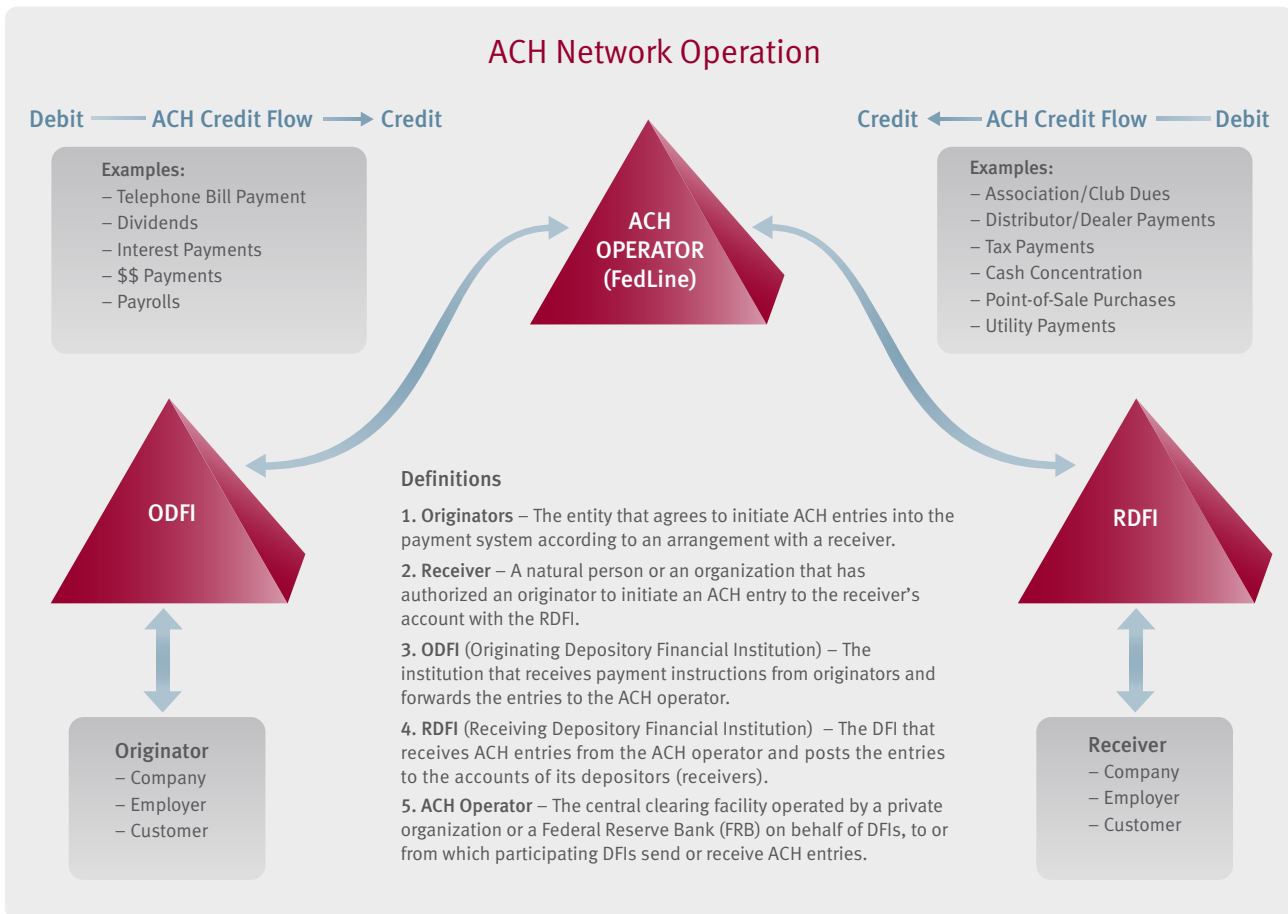 ACH Network Operation
Debit ACH Credit Flow Credit
Examples:
– Telephone Bill Payment
– Dividends
– Interest Payments
– $$ Payments
– Payrolls
Credit ACH Credit Flow Debit
Examples:
– Association/Club Dues
– Distributor/Dealer Payments
– Tax Payments
– Cash Concentration
– Point-of-Sale Purchases
– Utility Payments
ACH
OPERATOR
(FedLine)
ODFI
RDFI
Definitions
1. Originators – The entity that agrees to initiate ACH entries into the
payment system according to an arrangement with a receiver.
2. Receiver – A natural person or an organization that has
authorized an originator to initiate an ACH entry to the receiver's
account with the RDFI.
3. ODFI (Originating Depository Financial Institution) – The
institution that receives payment instructions from originators and
forwards the entries to the ACH operator.
4. RDFI (Receiving Depository Financial Institution) – The DFI that
receives ACH entries from the ACH operator and posts the entries
to the accounts of its depositors (receivers).
5. ACH Operator – The central clearing facility operated by a private
organization or a Federal Reserve Bank (FRB) on behalf of DFIs, to or
from which participating DFIs send or receive ACH entries.
Originator
– Company
– Employer
– Customer
Receiver
– Company
– Employer
– Customer